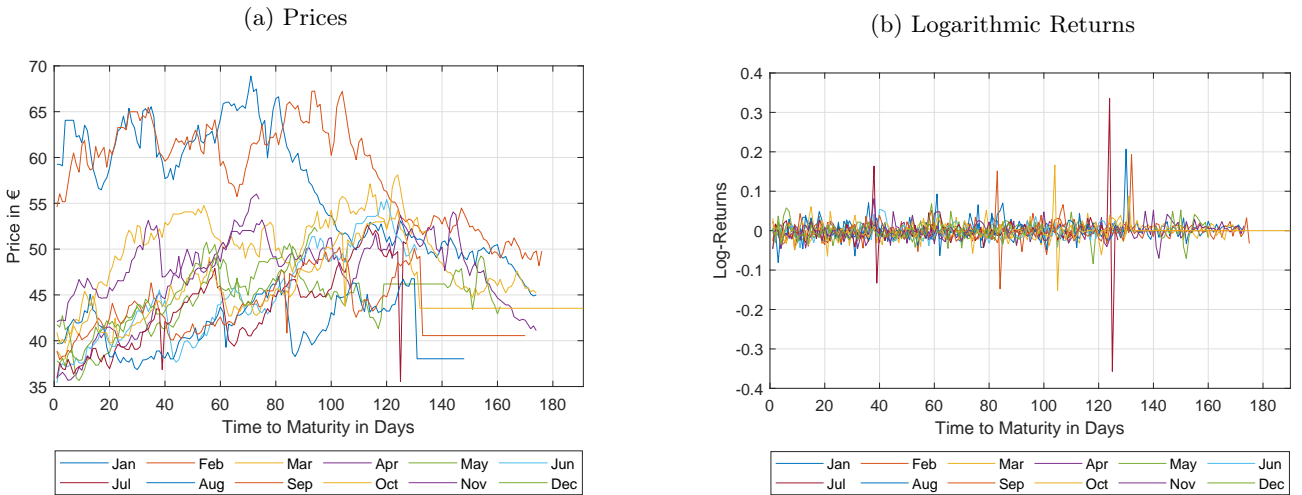 (a) Prices
70
65
60
55
50
45
40
35
Price in €
0 20 40 60 80 100 120 140 160 180
Time to Maturity in Days
Jan Feb Mar Apr May Jun
Jul Aug Sep Oct Nov Dec
(b) Logarithmic Returns
0.4
0.3
0.2
0.1
0
-0.1
-0.2
-0.3
-0.4
Log-Returns
0 20 40 60 80 100 120 140 160 180
Time to Maturity in Days
Jan Feb Mar Apr May Jun
Jul Aug Sep Oct Nov Dec